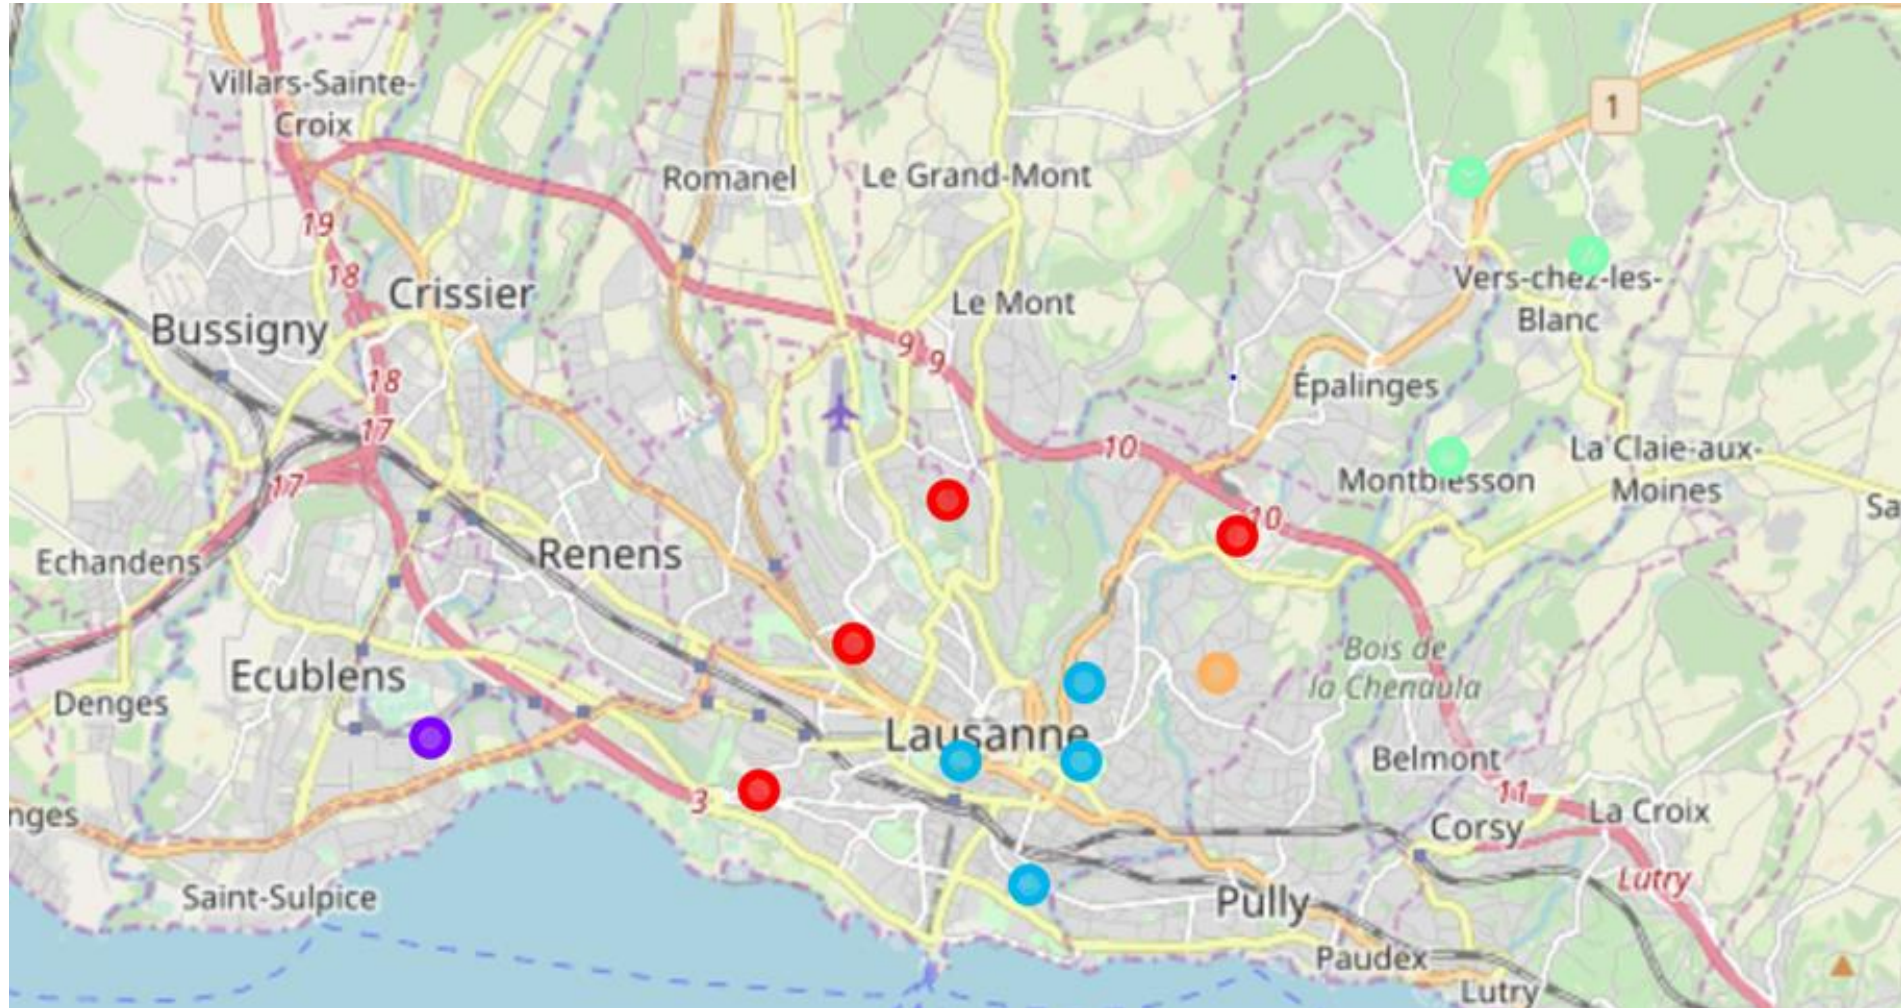 Villars-Sainte-
Croix
1
Romanel
Le Grand-Mont
19
18
Crissier
Vers-chez-les-
Blanc
Le Mont
Bussigny
9
9
18
Épalinges
17
10
La Claie-aux-
Moines
17
Montblesson
Sa
10
Echandens
Renens
Bois de
la Chenaula
Ecublens
Denges
Lausanne
Belmont
3
11
nges
La Croix
Corsy
Lutry
Saint-Sulpice
Pully
Paudex
Lutry